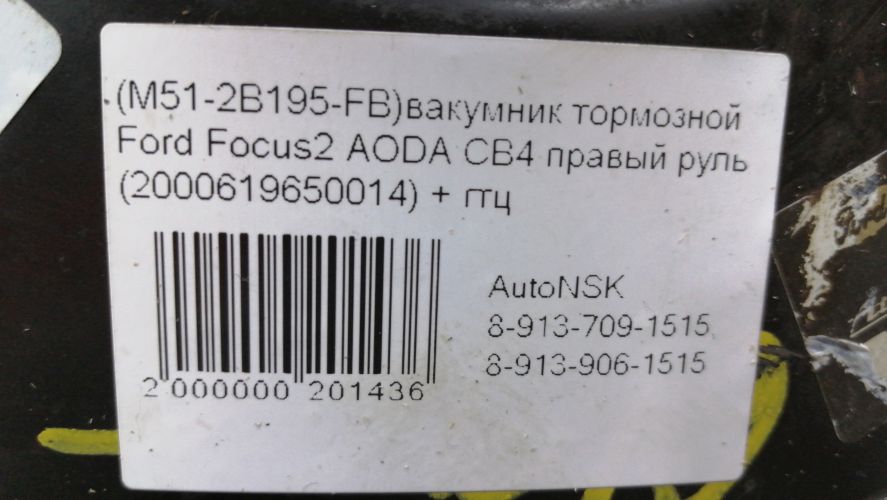 (M51-2B195-FB)вакумник тормозной
Ford Focus2 AODA CB4 правый руль
(2000619650014) + гтц
AutoNSK
8-913-709-1515
8-913-906-1515
2 000000 201436